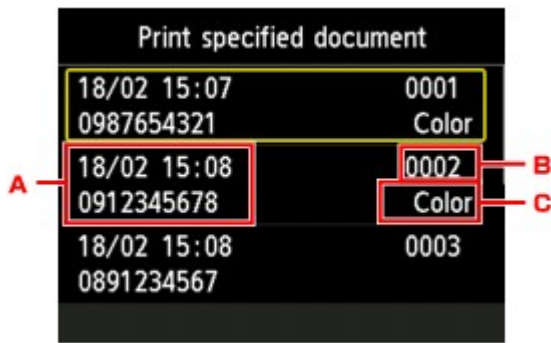 Print specified document
18/02 15:07 0001
0987654321 Color
18/02 15:08 0002
0912345678 Color
18/02 15:08 0003
0891234567
A
B
C